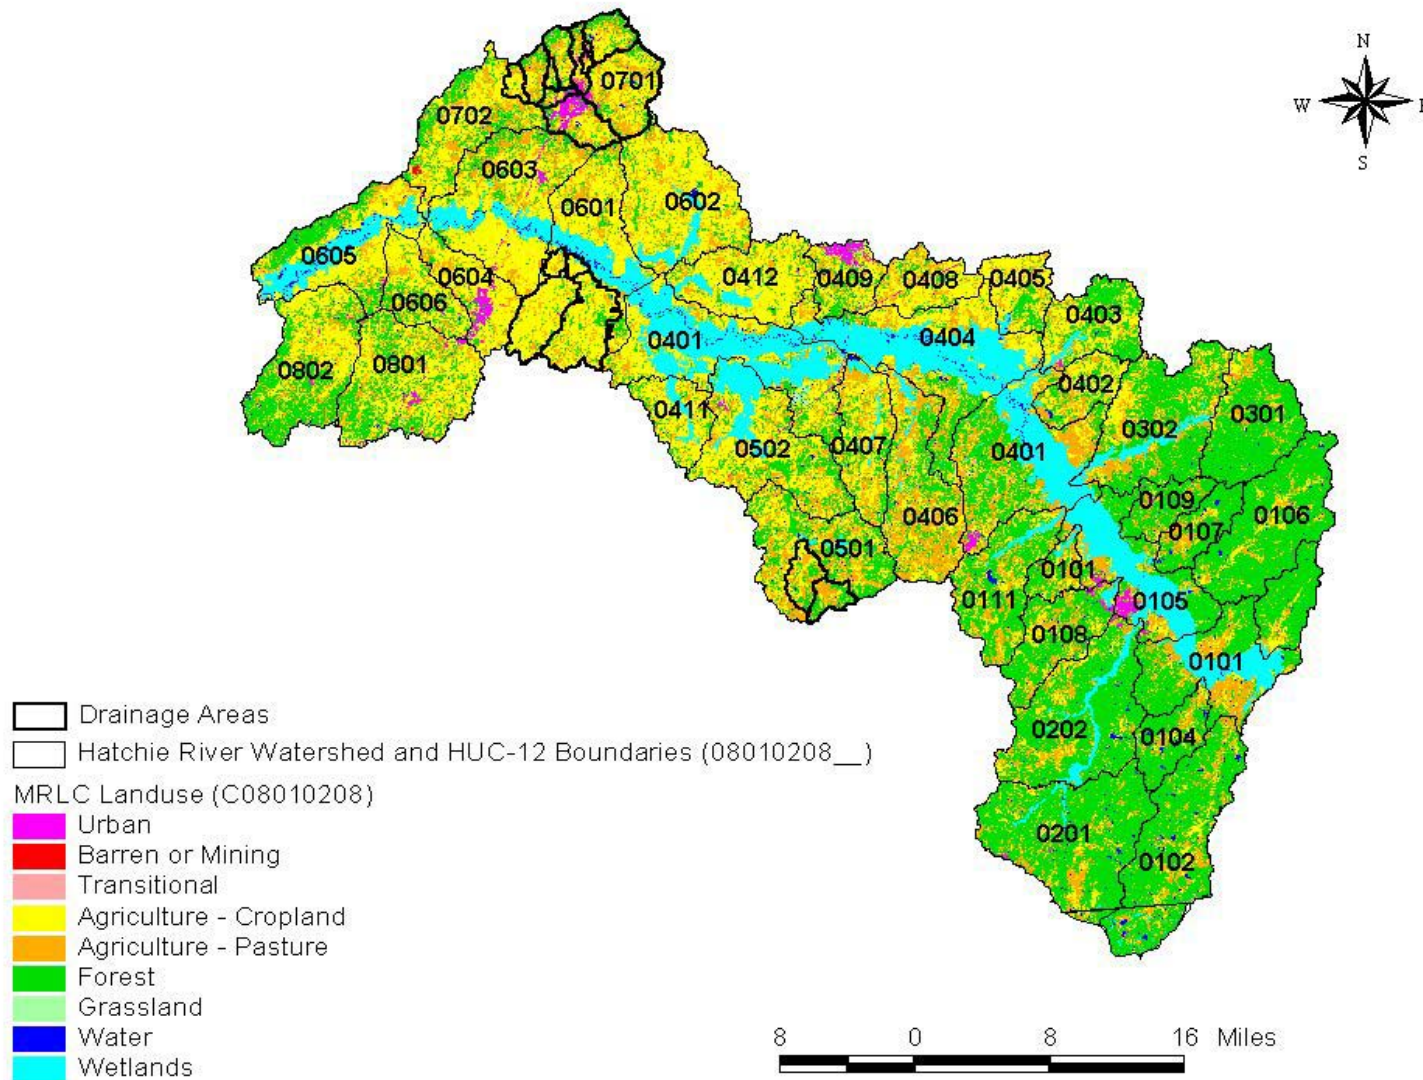 N
W
E
S
0701
0702
0603
0601
0602
0605
0604
0412
0409
0408
0405
0606
0403
0401
0404
0802
0801
0402
0411
0301
0302
0502
0407
0401
0109
0406
0107
0106
0501
0101
0111
0105
0108
0101
0202
0104
0201
0102
Drainage Areas
Hatchie River Watershed and HUC-12 Boundaries (08010208__)
MRLC Landuse (C08010208)
Urban
Barren or Mining
Transitional
Agriculture - Cropland
Agriculture - Pasture
Forest
Grassland
Water
Wetlands
8 0 8 16 Miles